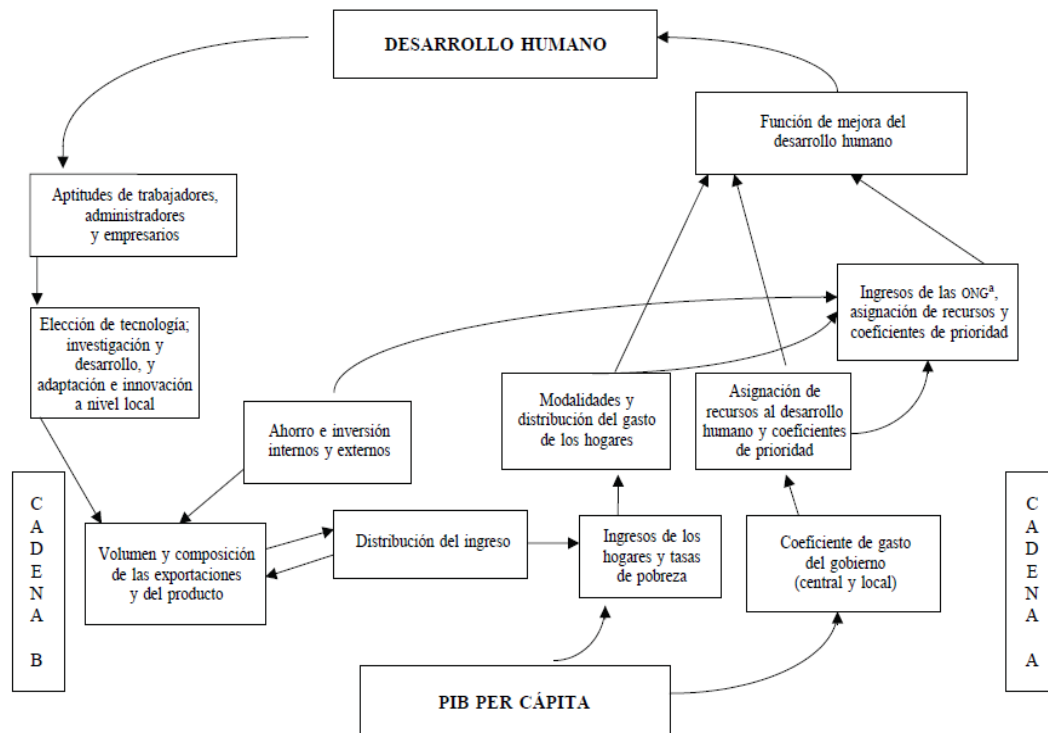 DESARROLLO HUMANO
Función de mejora del
desarrollo humano
Aptitudes de trabajadores,
administradores
y empresarios
Ingresos de las ONGª,
asignación de recursos y
coeficientes de prioridad
Elección de tecnología;
investigación y
desarrollo, y
adaptación e innovación
a nivel local
Modalidades y
distribución del gasto
de los hogares
Asignación de
recursos al desarrollo
humano y coeficientes
de prioridad
Ahorro e inversión
internos y externos
C
A
D
E
N
A
B
Volumen y composición
de las exportaciones
y del producto
Distribución del ingreso
Ingresos de los
hogares y tasas
de pobreza
Coeficiente de gasto
del gobierno
(central y local)
C
A
D
E
N
A
A
PIB PER CÁPITA